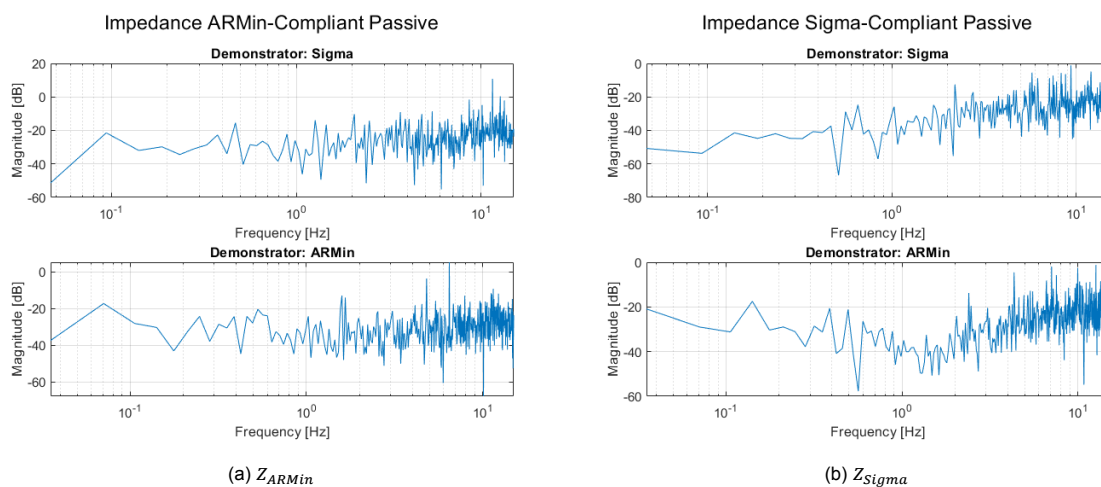 Impedance ARMin-Compliant Passive
Demonstrator: Sigma
20
0
-20
-40
-60
Magnitude [dB]
10^-1
10^0
10^1
Frequency [Hz]
Demonstrator: ARMin
0
-20
-40
-60
Magnitude [dB]
10^-1
10^0
10^1
Frequency [Hz]
(a) Z_ARMin
Impedance Sigma-Compliant Passive
Demonstrator: Sigma
0
-20
-40
-60
-80
Magnitude [dB]
10^-1
10^0
10^1
Frequency [Hz]
Demonstrator: ARMin
0
-20
-40
-60
Magnitude [dB]
10^-1
10^0
10^1
Frequency [Hz]
(b) Z_Sigma